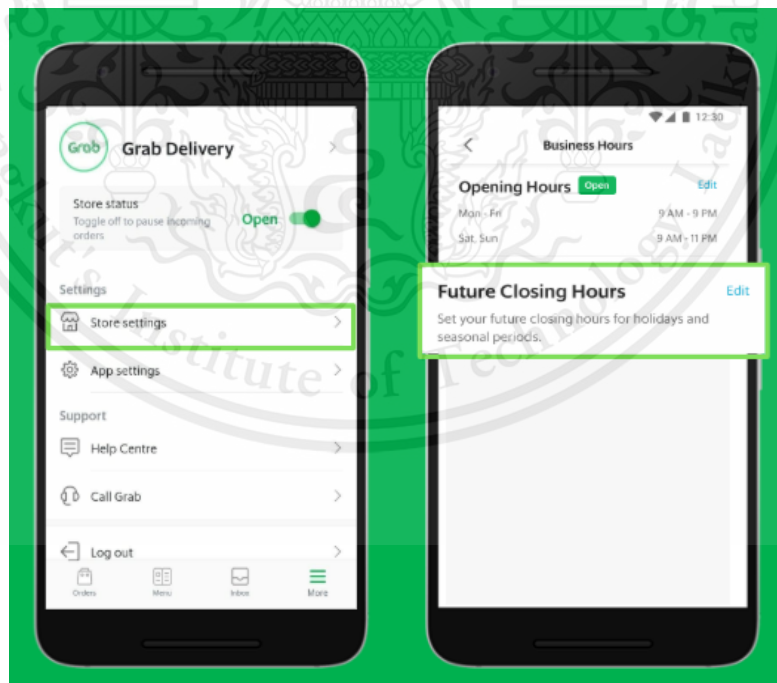 Grab
Grab Delivery
Store status
Toggle off to pause incoming
orders
Open
Settings
Store settings
App settings
Support
Help Centre
Call Grab
Log out
Orders
Menu
Inbox
More
12:30
Business Hours
Opening Hours
Open
Edit
Mon - Fri
9 AM - 9 PM
Sat, Sun
9 AM - 11 PM
Future Closing Hours
Edit
Set your future closing hours for holidays and
seasonal periods.
Institute of Technology